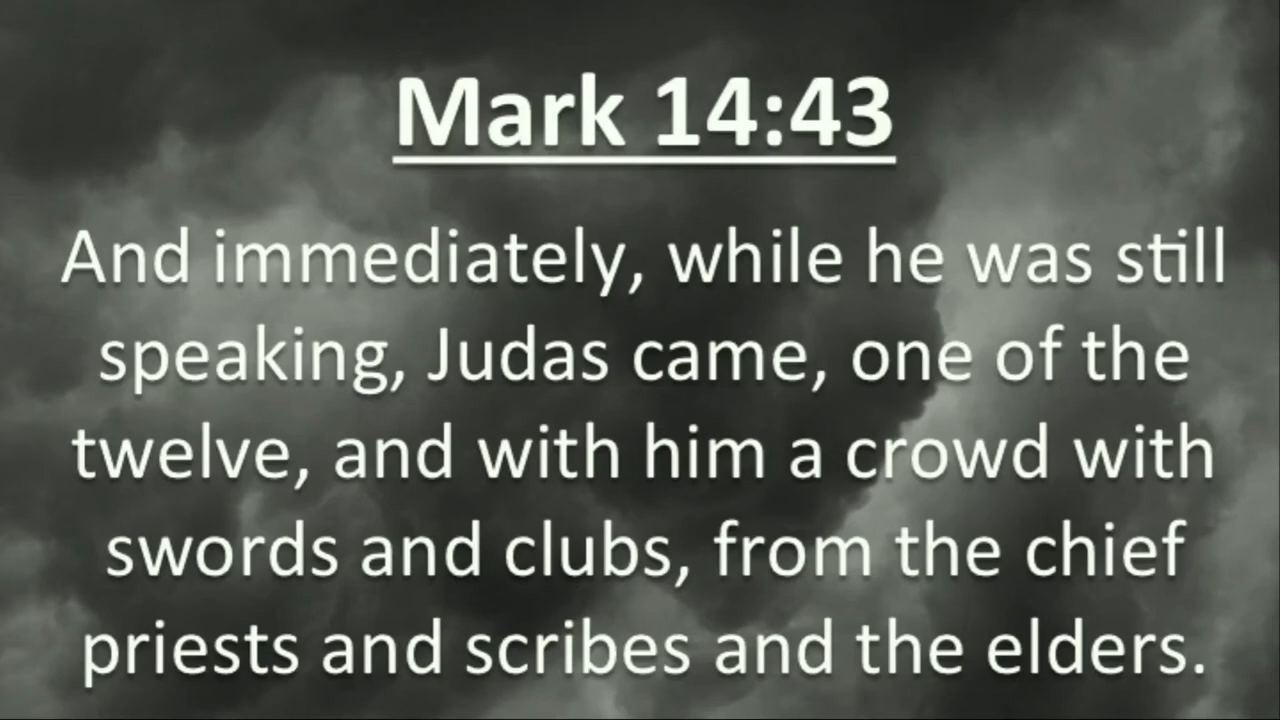 Mark 14:43
And immediately, while he was still
speaking, Judas came, one of the
twelve, and with him a crowd with
swords and clubs, from the chief
priests and scribes and the elders.